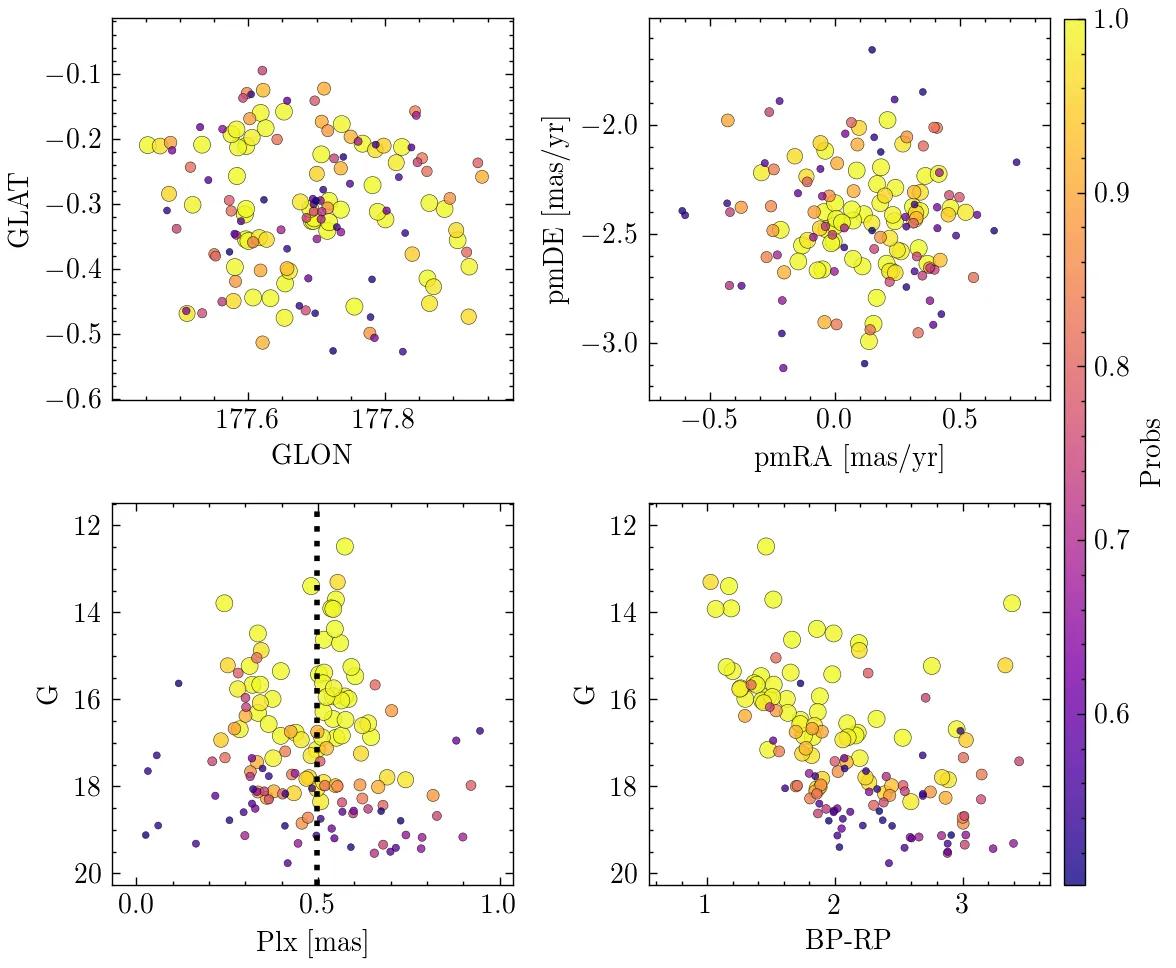 −0.1
−0.2
−0.3
−0.4
−0.5
−0.6
GLAT
177.6 177.8
GLON
−2.0
−2.5
−3.0
pmDE [mas/yr]
−0.5 0.0 0.5
pmRA [mas/yr]
12
14
16
18
20
G
0.0 0.5 1.0
Plx [mas]
12
14
16
18
20
G
1 2 3
BP-RP
1.0
0.9
0.8
0.7
0.6
Probs